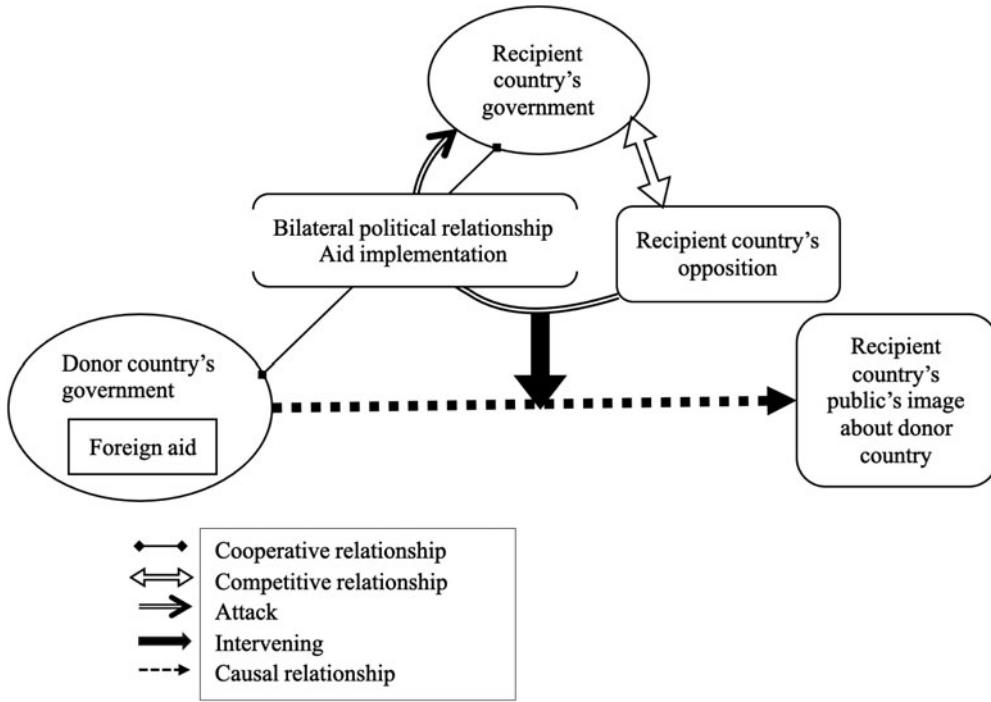 Recipient
country’s
government
Bilateral political relationship
Aid implementation
Recipient country’s
opposition
Donor country’s
government
Foreign aid
Recipient
country’s
public’s image
about donor
country
Cooperative relationship
Competitive relationship
Attack
Intervening
Causal relationship